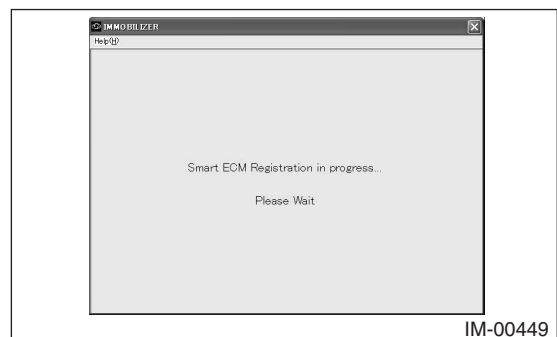 IMMOBILIZER
Help(H)
Smart ECM Registration in progress...
Please Wait
IM-00449